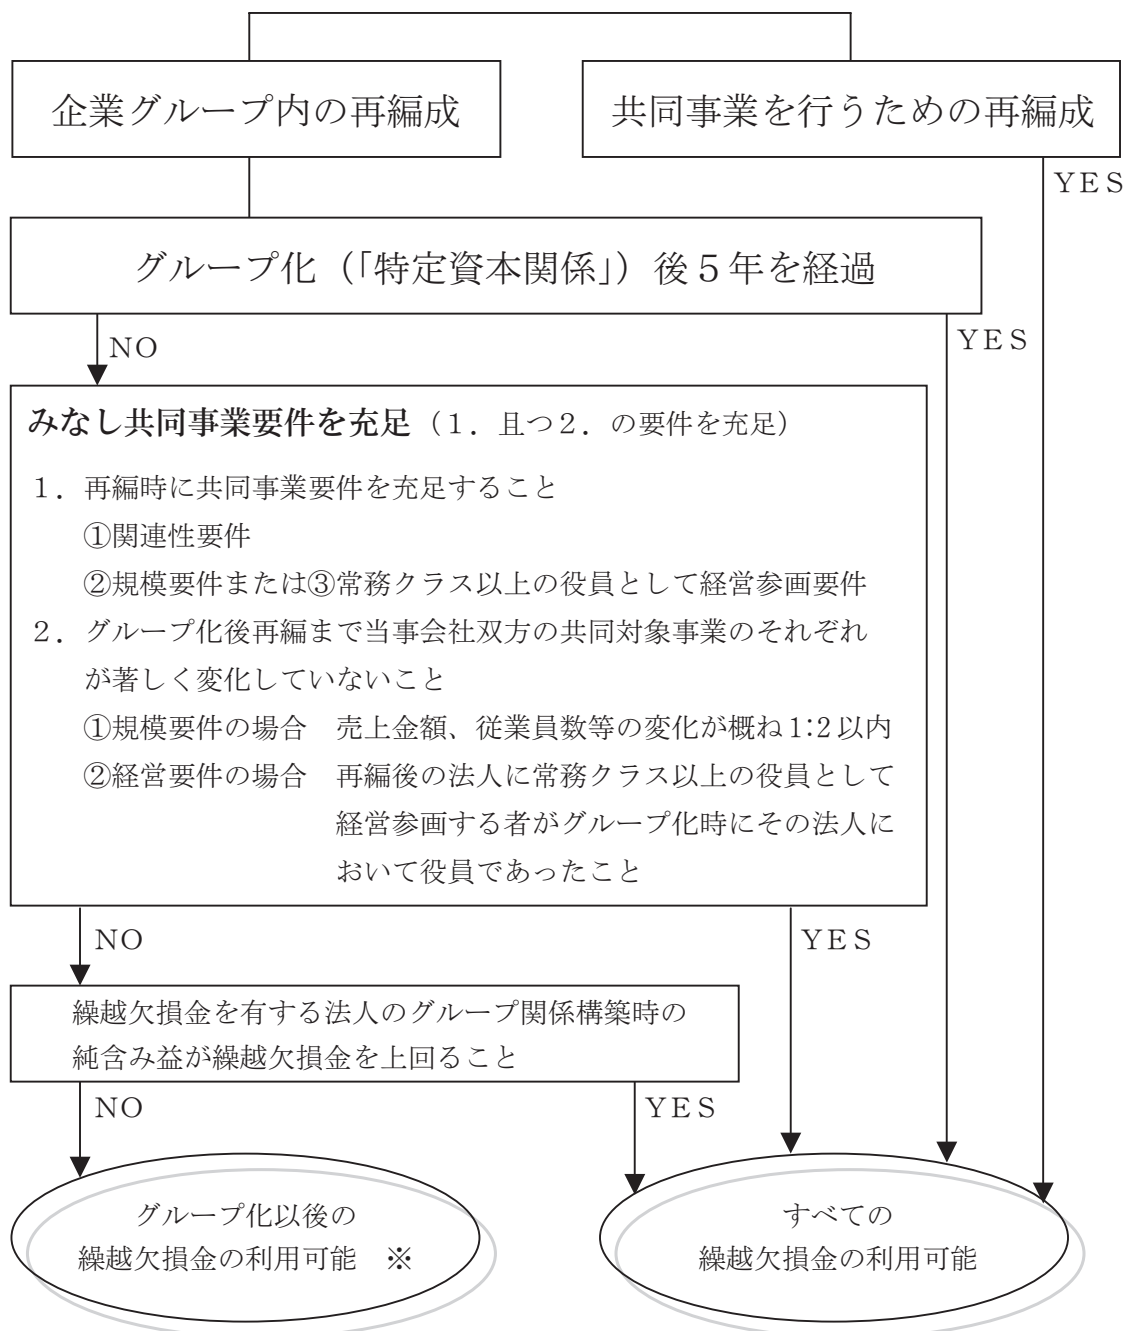 企業グループ内の再編成
共同事業を行うための再編成
YES
グループ化（「特定資本関係」）後５年を経過
NO
YES
みなし共同事業要件を充足（１．且つ２．の要件を充足）
１．再編時に共同事業要件を充足すること
①関連性要件
②規模要件または③常務クラス以上の役員として経営参画要件
２．グループ化後再編まで当事会社双方の共同対象事業のそれぞれ
が著しく変化していないこと
①規模要件の場合　売上金額、従業員数等の変化が概ね1:2以内
②経営要件の場合　再編後の法人に常務クラス以上の役員として
経営参画する者がグループ化時にその法人に
おいて役員であったこと
NO
YES
繰越欠損金を有する法人のグループ関係構築時の
純含み益が繰越欠損金を上回ること
NO
YES
グループ化以後の
繰越欠損金の利用可能　※
すべての
繰越欠損金の利用可能